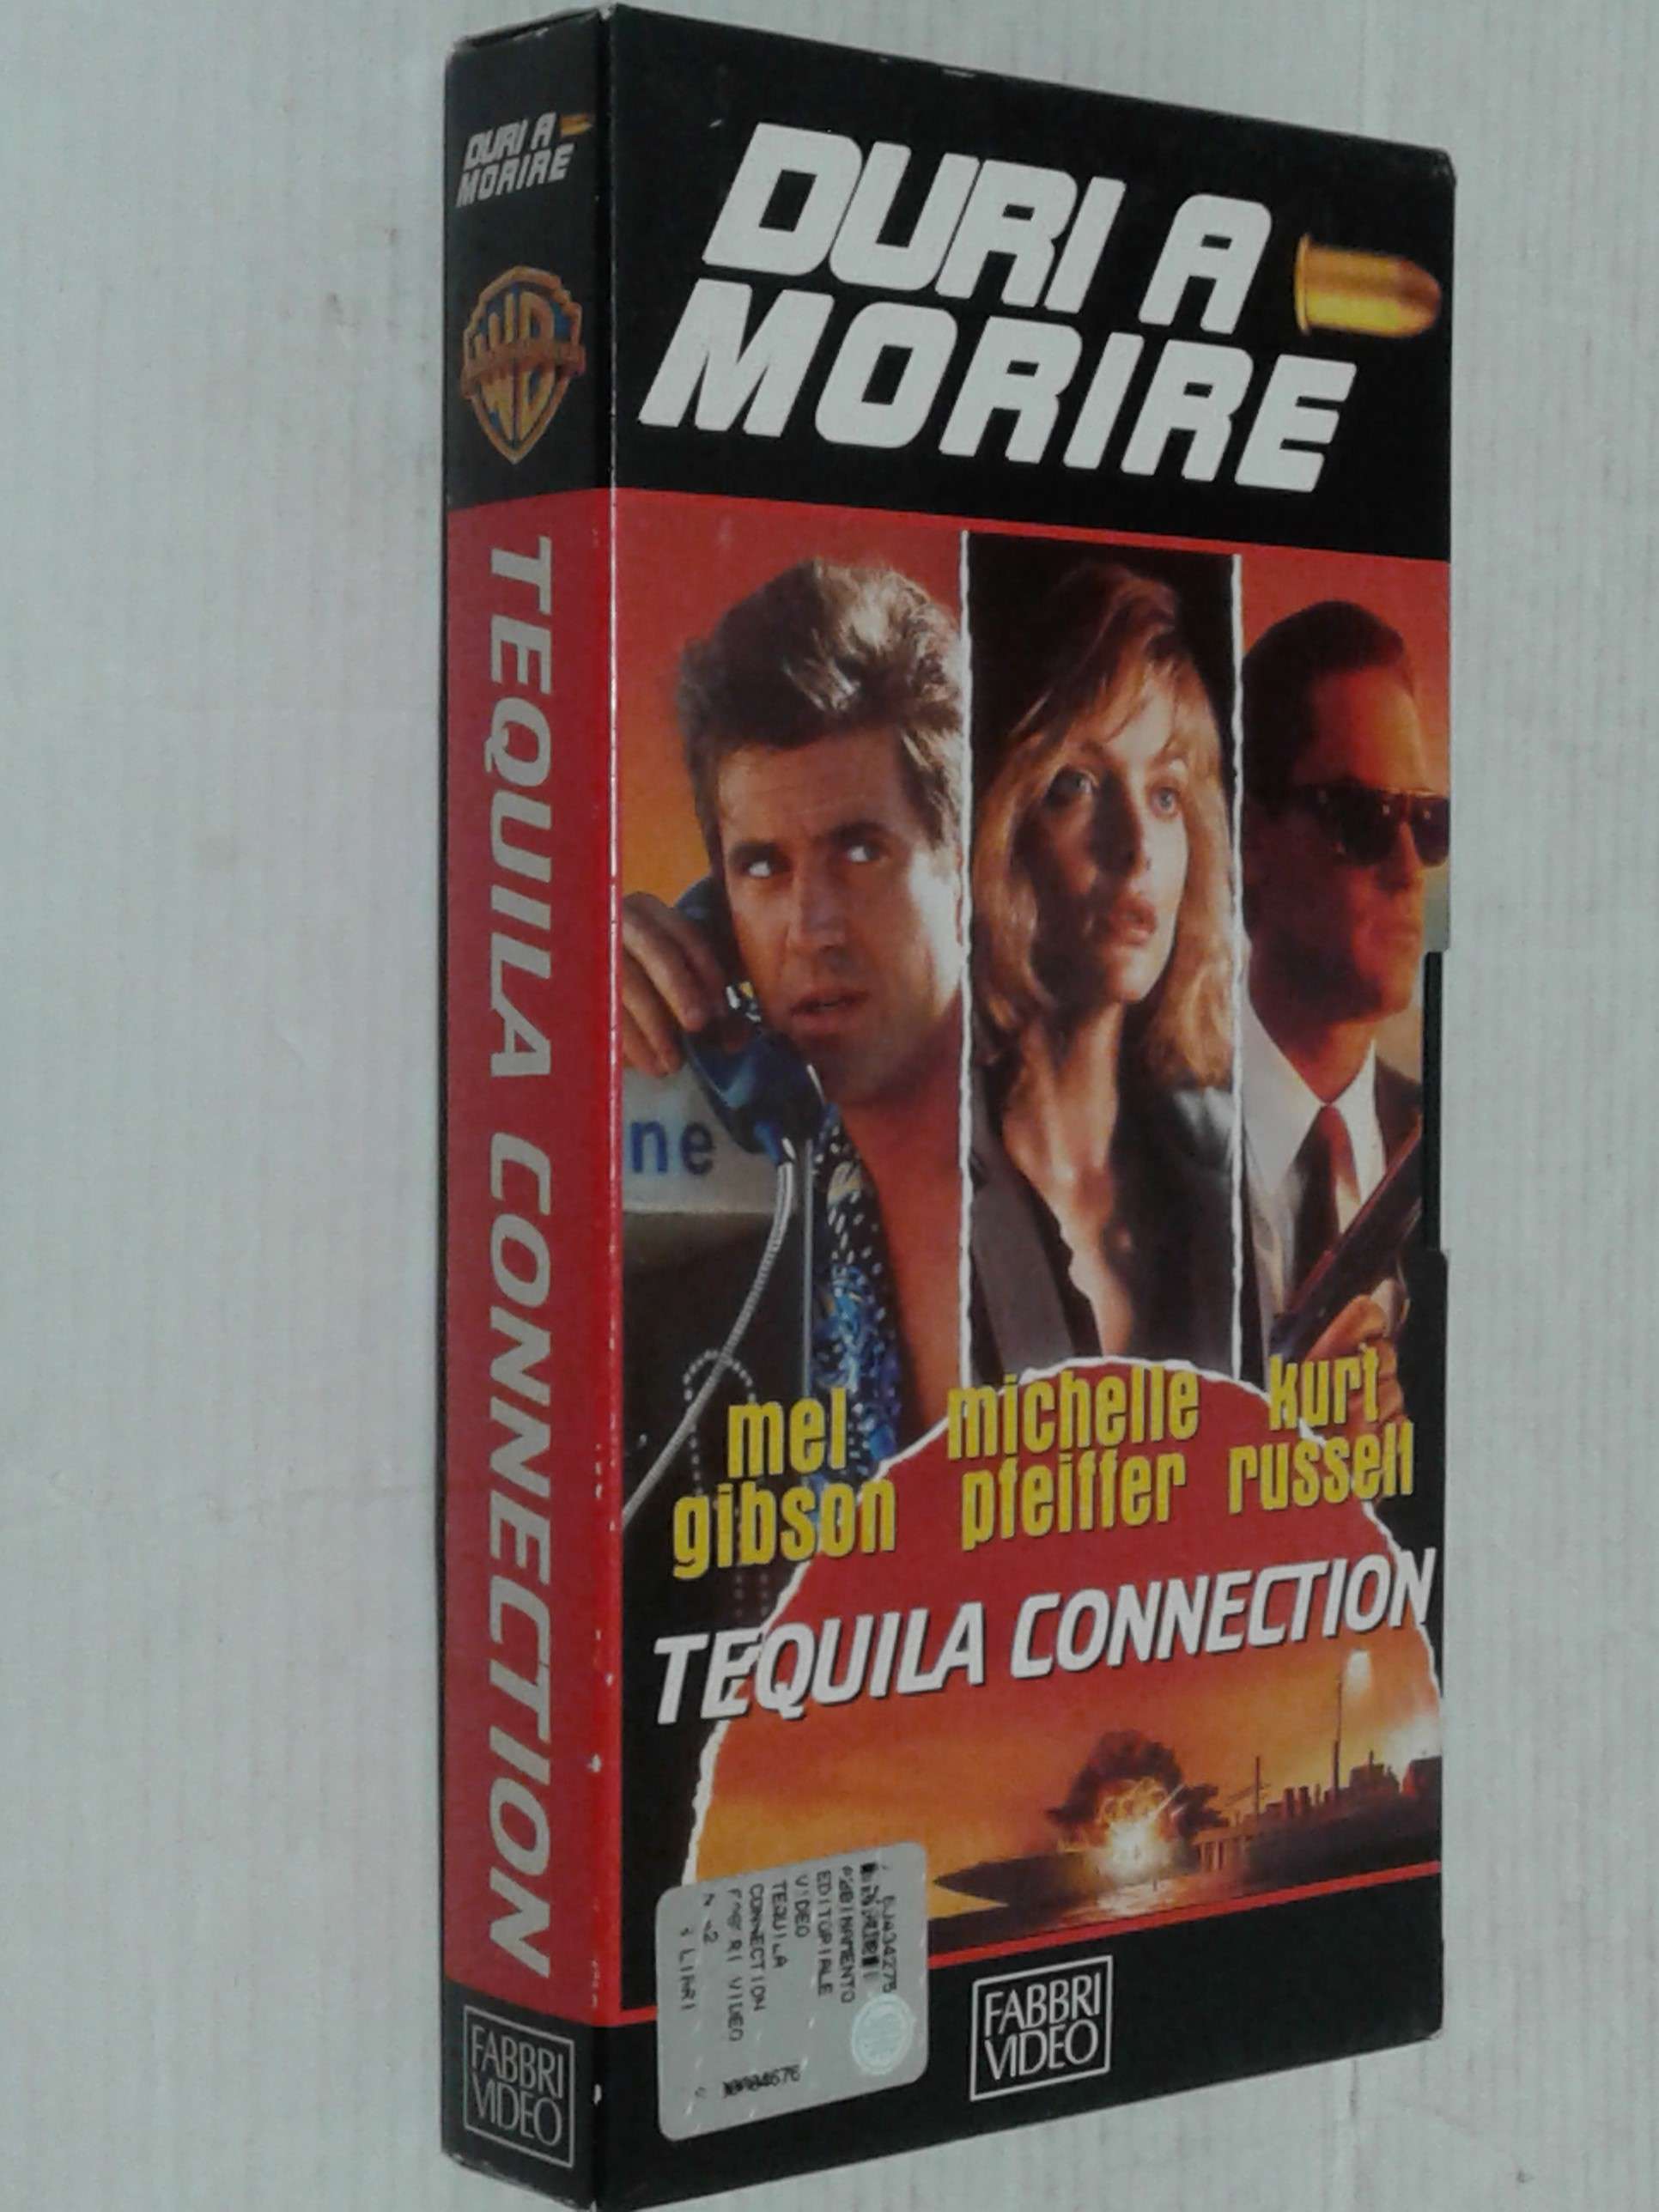 DURI A
MORIRE
TEQUILA CONNECTION
FABBRI
VIDEO
DURI A
MORIRE
ne
mel
gibson
michelle
pfeiffer
kurt
russell
TEQUILA CONNECTION
EDITORIALE
VIDEO
TEQUILA
CONNECTION
FABBRI
VIDEO